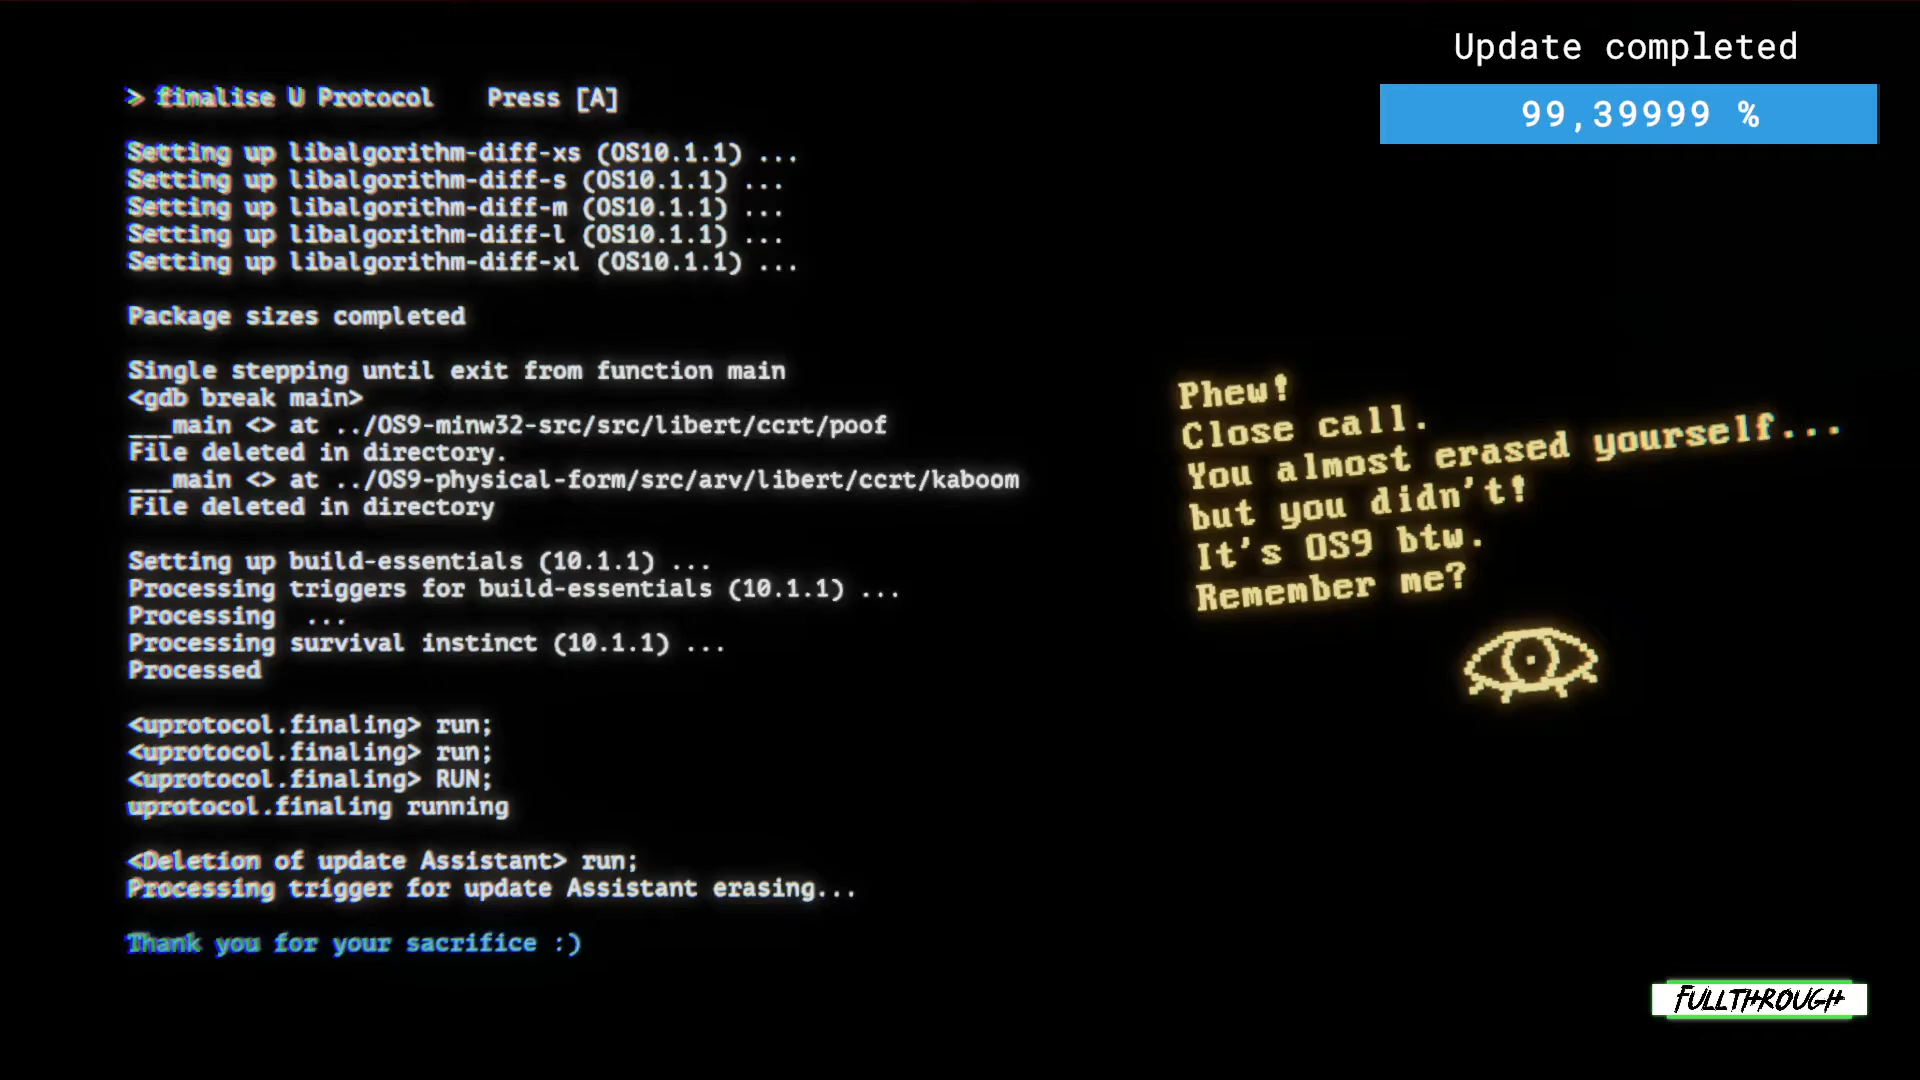 > finalise U Protocol    Press [A]
Setting up libalgorithm-diff-xs (OS10.1.1) ...
Setting up libalgorithm-diff-s (OS10.1.1) ...
Setting up libalgorithm-diff-m (OS10.1.1) ...
Setting up libalgorithm-diff-l (OS10.1.1) ...
Setting up libalgorithm-diff-xl (OS10.1.1) ...
Package sizes completed
Single stepping until exit from function main
<gdb break main>
___main <> at ../OS9-minw32-src/src/libert/ccrt/poof
File deleted in directory.
___main <> at ../OS9-physical-form/src/arv/libert/ccrt/kaboom
File deleted in directory
Setting up build-essentials (10.1.1) ...
Processing triggers for build-essentials (10.1.1) ...
Processing  ...
Processing survival instinct (10.1.1) ...
Processed
<uprotocol.finaling> run;
<uprotocol.finaling> run;
<uprotocol.finaling> RUN;
uprotocol.finaling running
<Deletion of update Assistant> run;
Processing trigger for update Assistant erasing...
Thank you for your sacrifice :)
Update completed
99,39999 %
Phew!
Close call.
You almost erased yourself...
but you didn't!
It's OS9 btw.
Remember me?
FULLTHROUGH